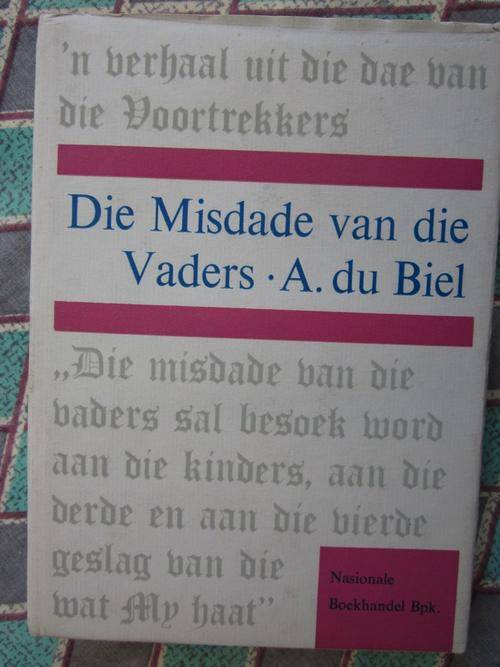 'n verhaal uit die dae van
die Voortrekkers
Die Misdade van die
Vaders · A. du Biel
„Die misdade van die
vaders sal besoek word
aan die kinders, aan die
derde en aan die vierde
geslag van die
wat My haat”
Nasionale
Boekhandel Bpk.